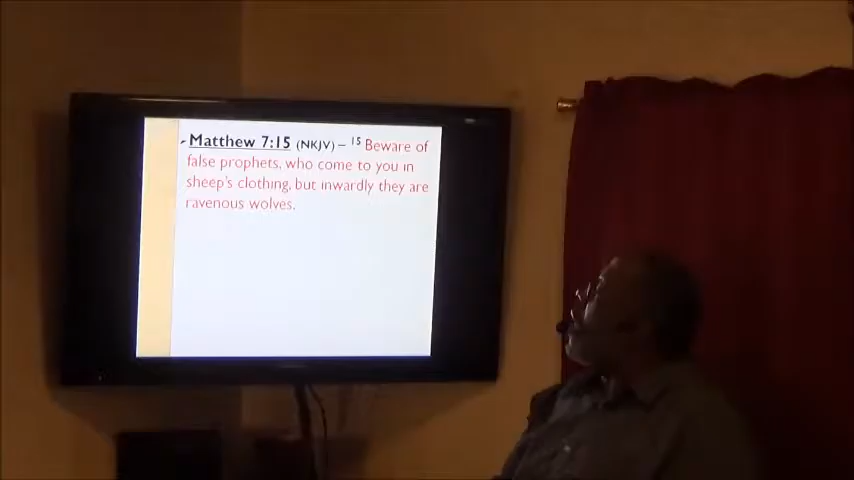 - Matthew 7:15 (NKJV) – 15 Beware of
false prophets, who come to you in
sheep's clothing, but inwardly they are
ravenous wolves.